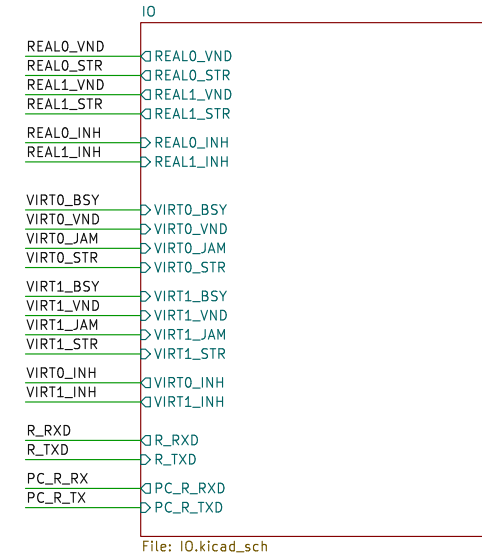 IO
REAL0_VND REAL0_VND
REAL0_STR REAL0_STR
REAL1_VND REAL1_VND
REAL1_STR REAL1_STR
REAL0_INH REAL0_INH
REAL1_INH REAL1_INH
VIRT0_BSY VIRT0_BSY
VIRT0_VND VIRT0_VND
VIRT0_JAM VIRT0_JAM
VIRT0_STR VIRT0_STR
VIRT1_BSY VIRT1_BSY
VIRT1_VND VIRT1_VND
VIRT1_JAM VIRT1_JAM
VIRT1_STR VIRT1_STR
VIRT0_INH VIRT0_INH
VIRT1_INH VIRT1_INH
R_RXD R_RXD
R_TXD R_TXD
PC_R_RX PC_R_RXD
PC_R_TX PC_R_TXD
File: IO.kicad_sch